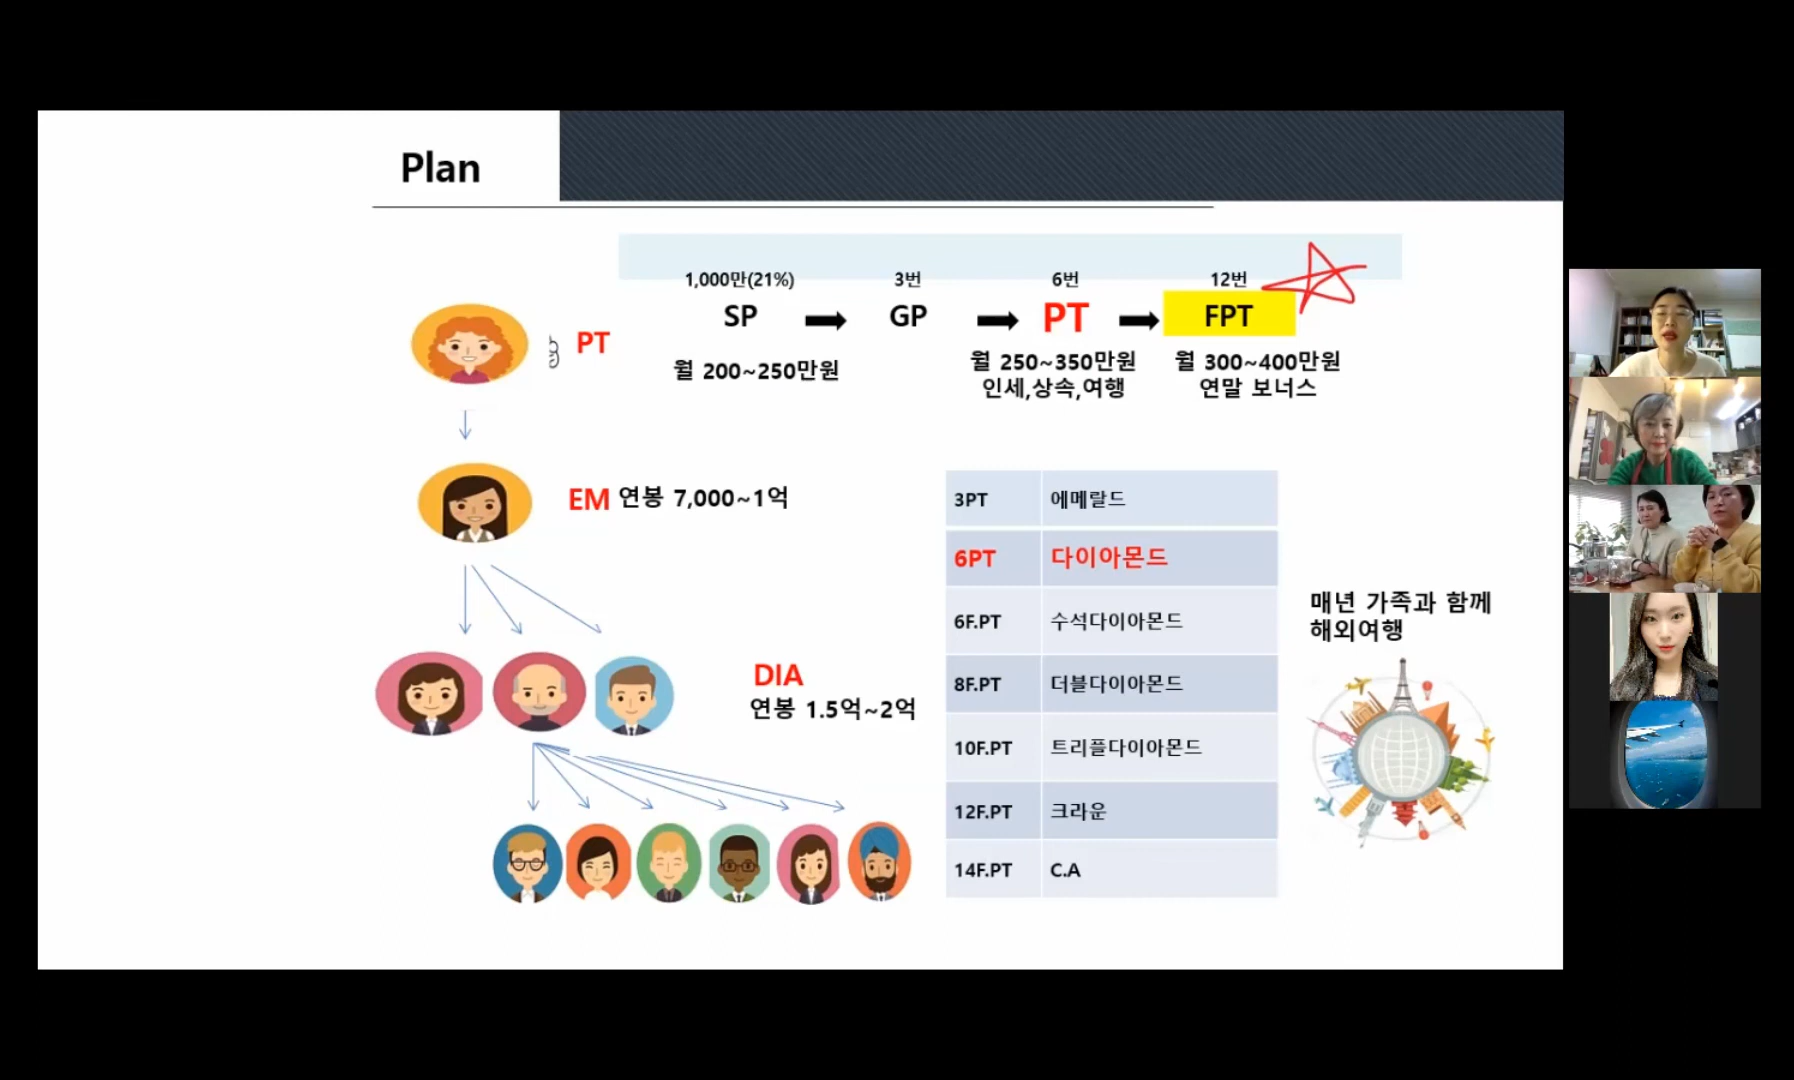 Plan
1,000만(21%)
3번
6번
12번
SP
GP
PT
FPT
PT
월 200~250만원
월 250~350만원
인세,상속,여행
월 300~400만원
연말 보너스
EM 연봉 7,000~1억
DIA
연봉 1.5억~2억
3PT 에메랄드
6PT 다이아몬드
6F.PT 수석다이아몬드
8F.PT 더블다이아몬드
10F.PT 트리플다이아몬드
12F.PT 크라운
14F.PT C.A
매년 가족과 함께
해외여행